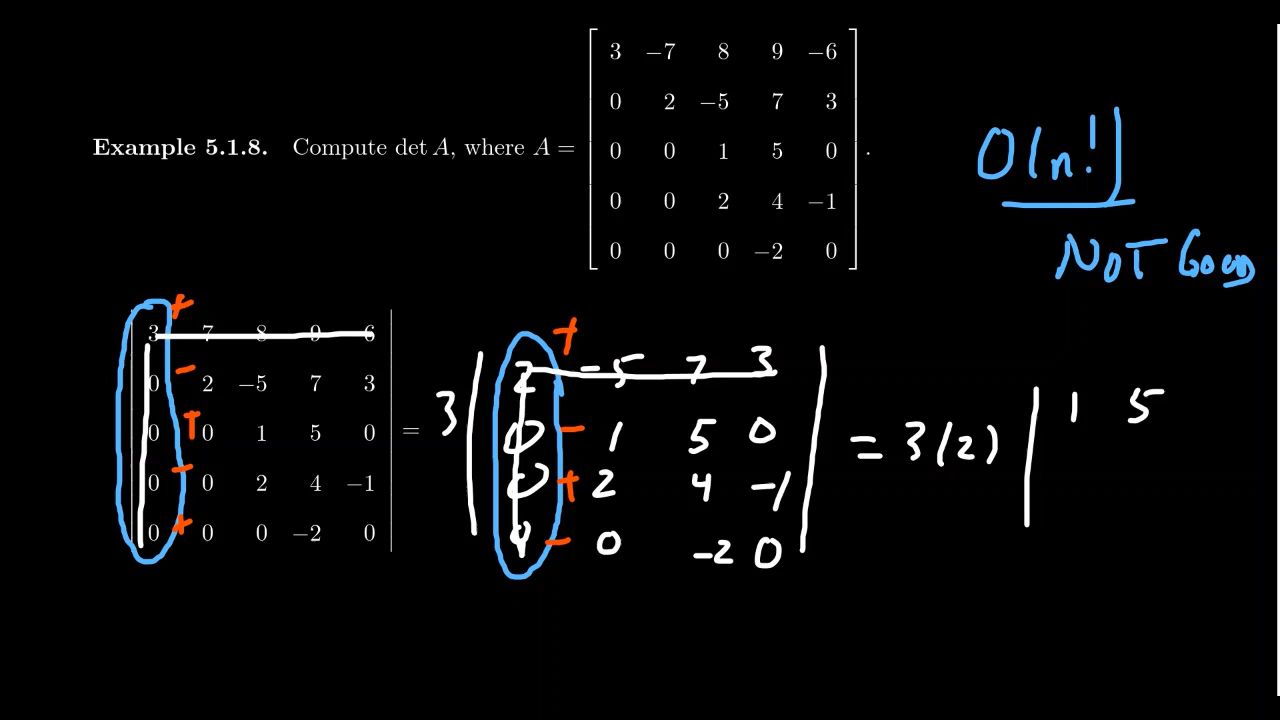 3 −7 8 9 −6
0 2 −5 7 3
Example 5.1.8. Compute det A, where A = 0 0 1 5 0 .
0 0 2 4 −1
0 0 0 −2 0
O(n!)
NOT Good
+ + 
3 7 8 9 6 2 -5 7 3
−
0 2 −5 7 3
+ 1 5
0 0 1 5 0 = 3 0 − 1 5 0 = 3(2)
−
0 0 2 4 −1 0 + 2 4 -1
+
0 0 0 −2 0 0 − 0 -2 0